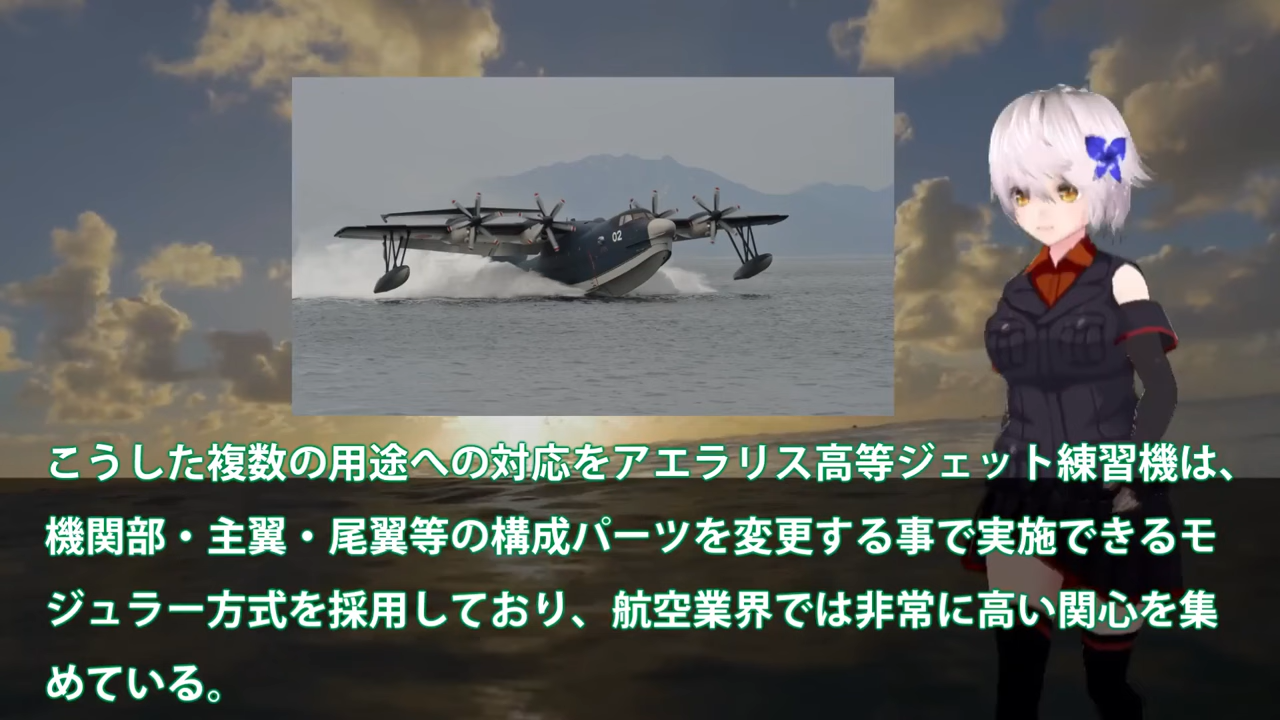 02
こうした複数の用途への対応をアエラリス高等ジェット練習機は、
機関部・主翼・尾翼等の構成パーツを変更する事で実施できるモ
ジュラー方式を採用しており、航空業界では非常に高い関心を集
めている。